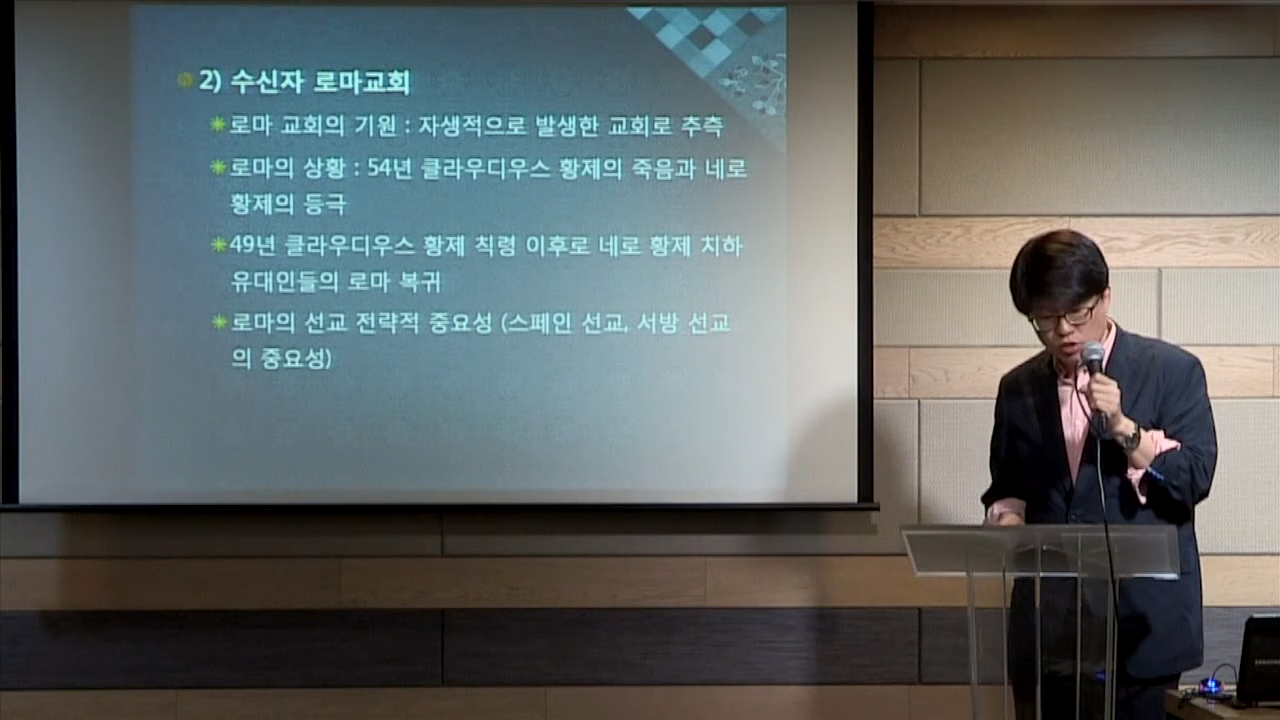 2) 수신자 로마교회
로마 교회의 기원 : 자생적으로 발생한 교회로 추측
로마의 상황 : 54년 클라우디우스 황제의 죽음과 네로
황제의 등극
49년 클라우디우스 황제 칙령 이후로 네로 황제 치하
유대인들의 로마 복귀
로마의 선교 전략적 중요성 (스페인 선교, 서방 선교
의 중요성)